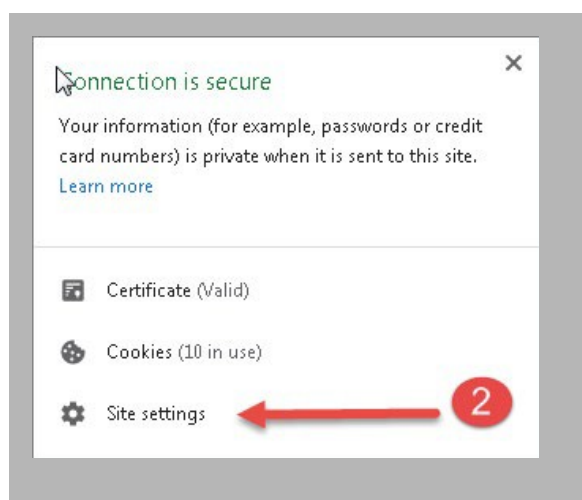 Connection is secure
Your information (for example, passwords or credit
card numbers) is private when it is sent to this site.
Learn more
Certificate (Valid)
Cookies (10 in use)
Site settings
2